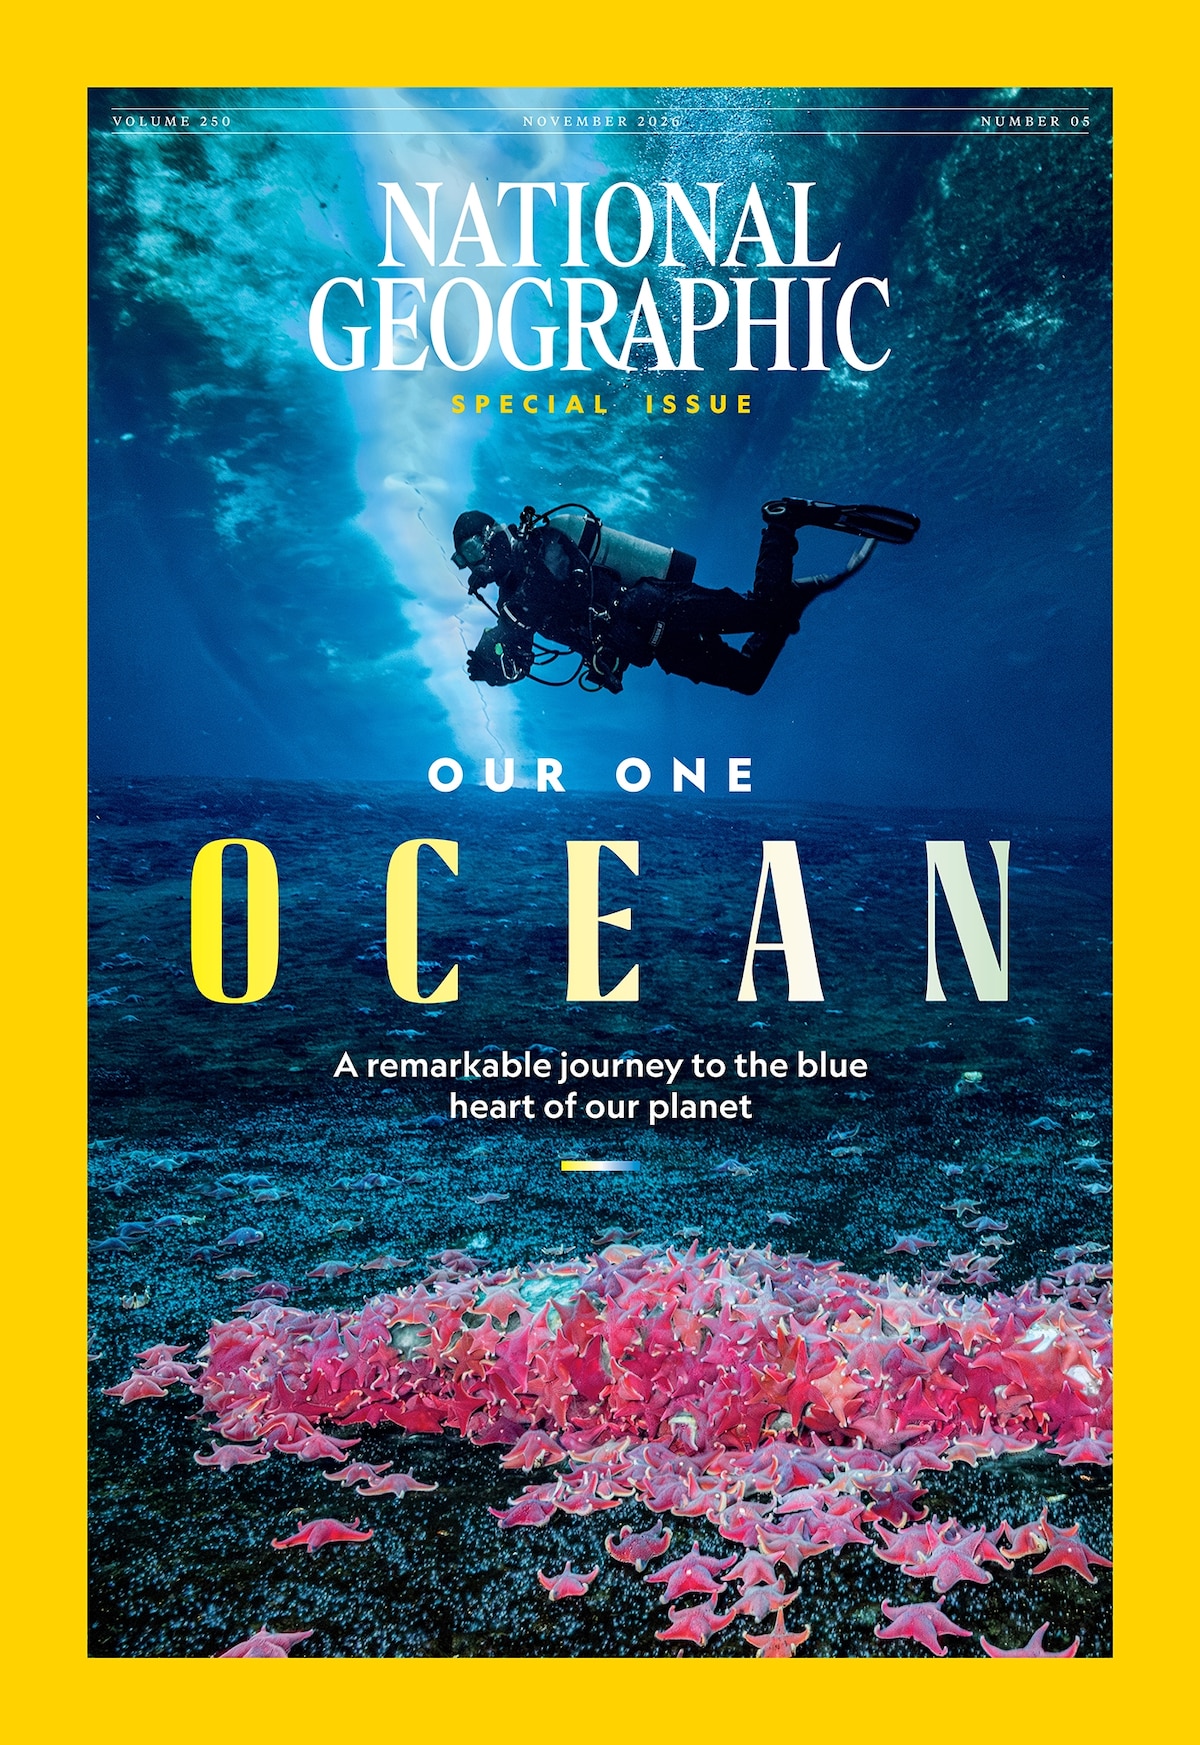 VOLUME 250 NOVEMBER 2026 NUMBER 05
NATIONAL
GEOGRAPHIC
SPECIAL ISSUE
OUR ONE
OCEAN
A remarkable journey to the blue
heart of our planet